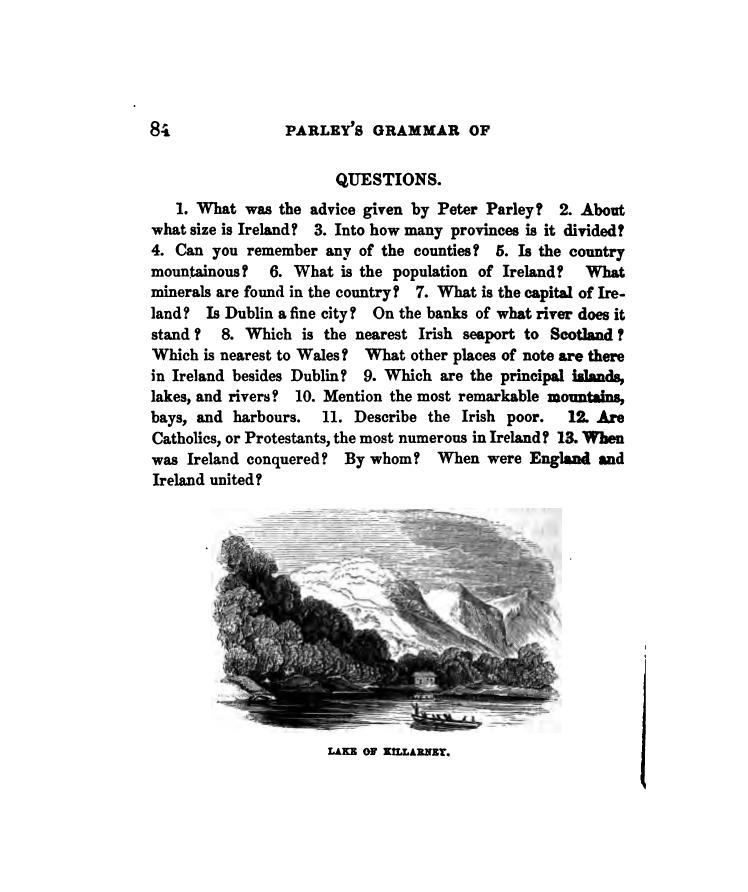 84 PARLEY'S GRAMMAR OF
QUESTIONS.
1. What was the advice given by Peter Parley? 2. About
what size is Ireland? 3. Into how many provinces is it divided?
4. Can you remember any of the counties? 5. Is the country
mountainous? 6. What is the population of Ireland? What
minerals are found in the country? 7. What is the capital of Ire-
land? Is Dublin a fine city? On the banks of what river does it
stand? 8. Which is the nearest Irish seaport to Scotland?
Which is nearest to Wales? What other places of note are there
in Ireland besides Dublin? 9. Which are the principal islands,
lakes, and rivers? 10. Mention the most remarkable mountains,
bays, and harbours. 11. Describe the Irish poor. 12. Are
Catholics, or Protestants, the most numerous in Ireland? 13. When
was Ireland conquered? By whom? When were England and
Ireland united?
LAKE OF KILLARNEY.